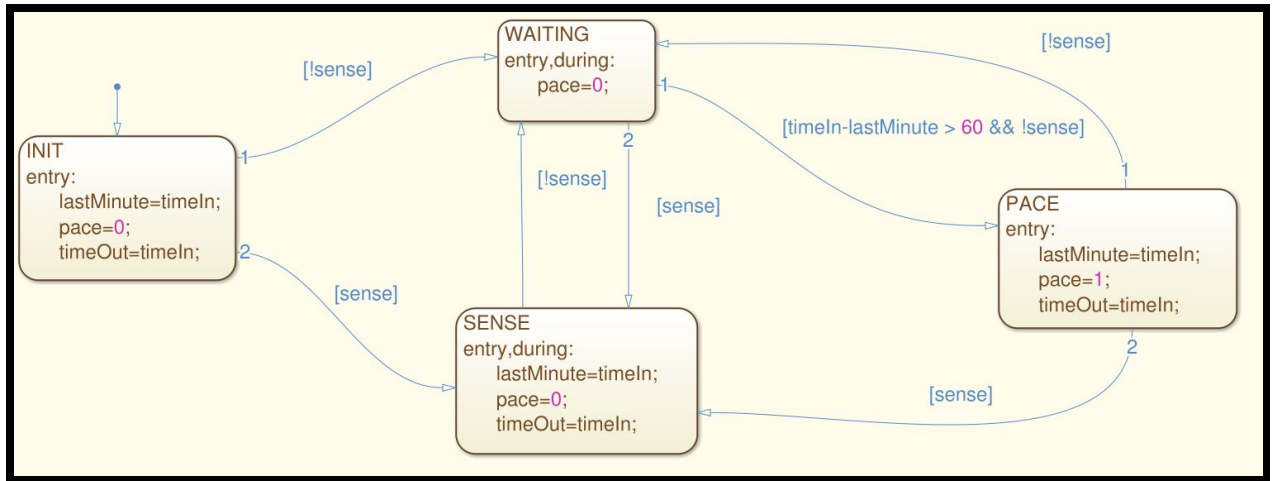 WAITING
entry,during:
pace=0;
[!sense]
[!sense]
1
[timeIn-lastMinute > 60 && !sense]
2
INIT
entry:
lastMinute=timeIn;
pace=0;
timeOut=timeIn;
1
2
[!sense]
[sense]
1
PACE
entry:
lastMinute=timeIn;
pace=1;
timeOut=timeIn;
2
[sense]
SENSE
entry,during:
lastMinute=timeIn;
pace=0;
timeOut=timeIn;
[sense]